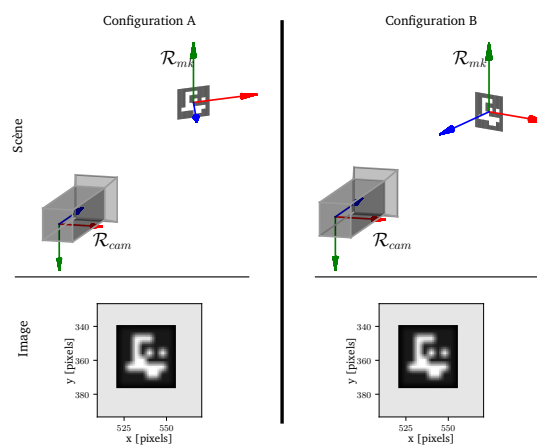 Configuration A
Configuration B
Scène
R_mk
R_cam
R_mk
R_cam
Image
y [pixels]
340
360
380
525
550
x [pixels]
y [pixels]
340
360
380
525
550
x [pixels]